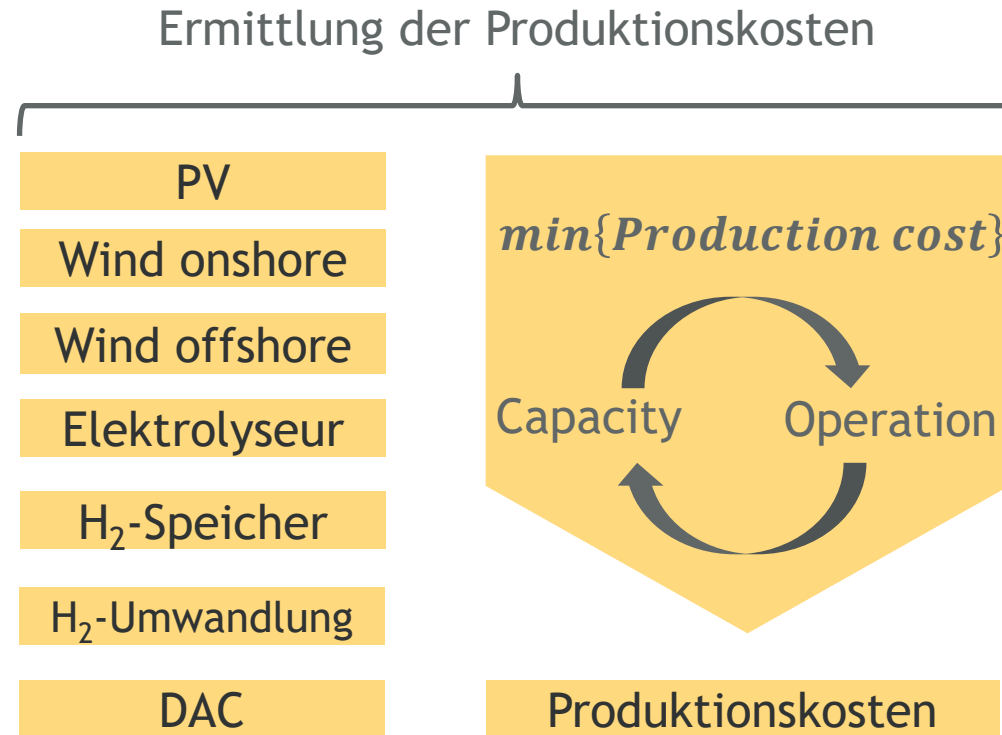 Ermittlung der Produktionskosten
PV
Wind onshore
Wind offshore
Elektrolyseur
H₂-Speicher
H₂-Umwandlung
DAC
min{Production cost}
Capacity Operation
Produktionskosten